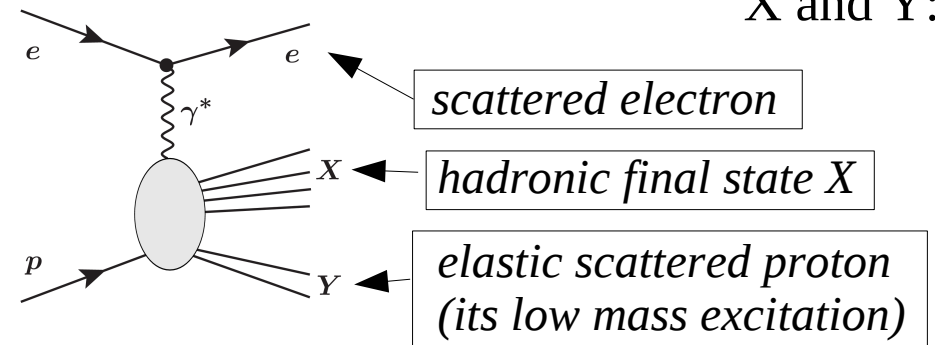 X and Y:
e
e
scattered electron
γ*
X
hadronic final state X
p
elastic scattered proton
Y
(its low mass excitation)